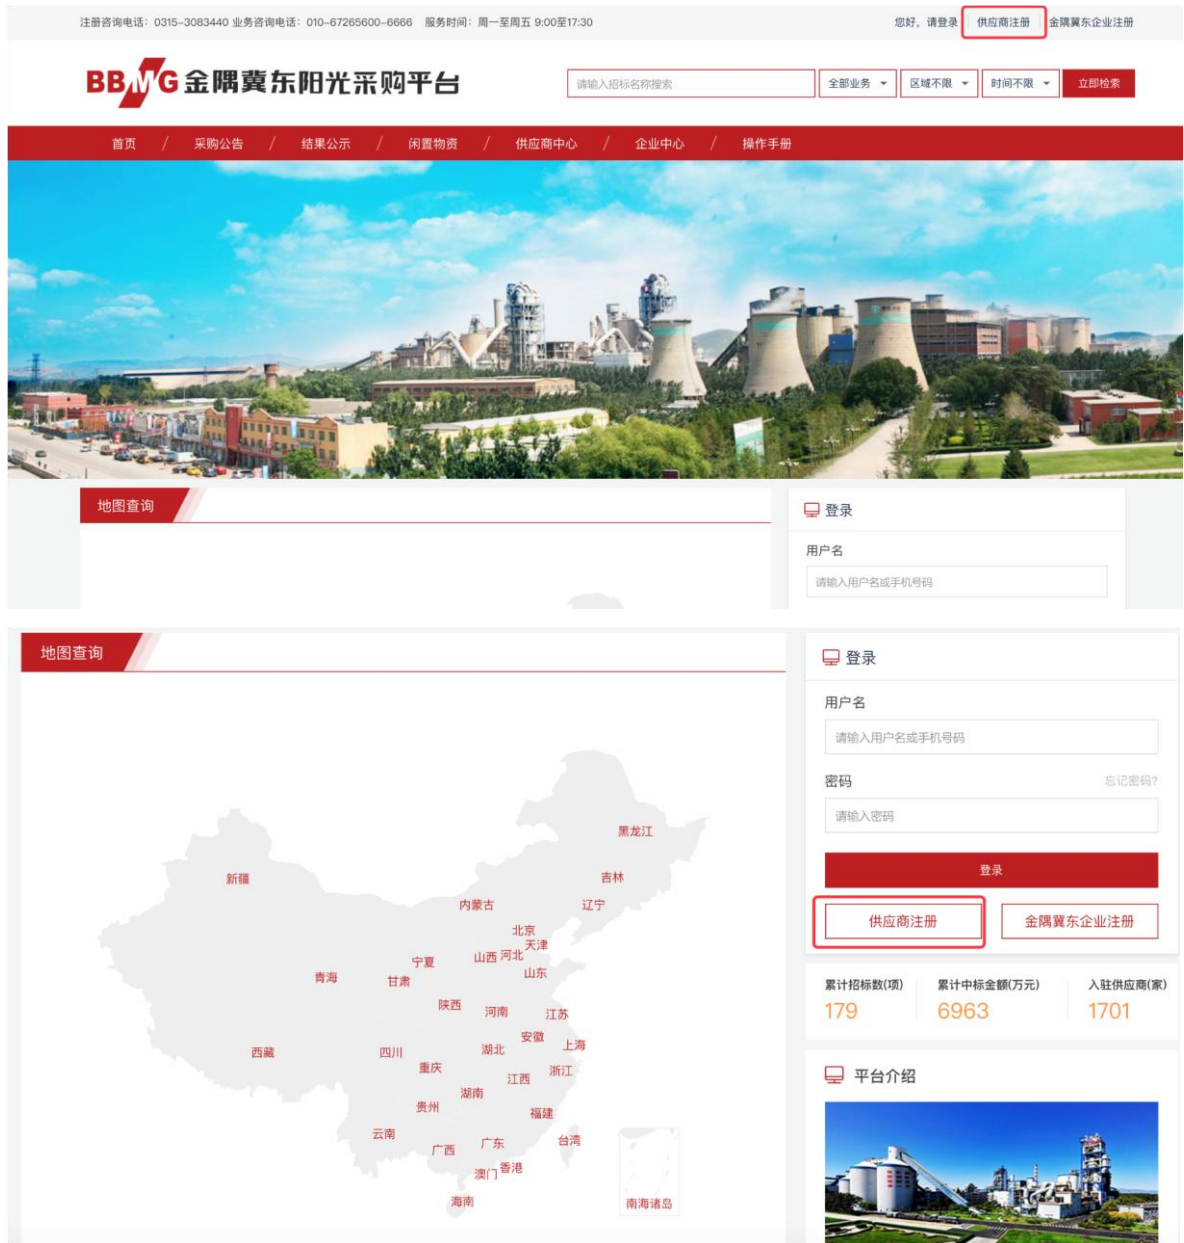 注册咨询电话：0315-3083440 业务咨询电话：010-67265600-6666 服务时间：周一至周五 9:00至17:30
您好，请登录 供应商注册 金隅冀东企业注册
BBMG 金隅冀东阳光采购平台
请输入招标名称搜索 全部业务 区域不限 时间不限 立即检索
首页 / 采购公告 / 结果公示 / 闲置物资 / 供应商中心 / 企业中心 / 操作手册
地图查询
登录
用户名
请输入用户名或手机号码
地图查询
黑龙江
新疆
吉林
内蒙古
辽宁
北京
天津
山西
河北
宁夏
山东
青海
甘肃
陕西
河南
江苏
安徽
上海
西藏
四川
湖北
重庆
浙江
江西
湖南
贵州
福建
云南
广西
广东
台湾
澳门
香港
海南
南海诸岛
登录
用户名
请输入用户名或手机号码
密码 忘记密码?
请输入密码
登录
供应商注册 金隅冀东企业注册
累计招标数(项) 累计中标金额(万元) 入驻供应商(家)
179 6963 1701
平台介绍